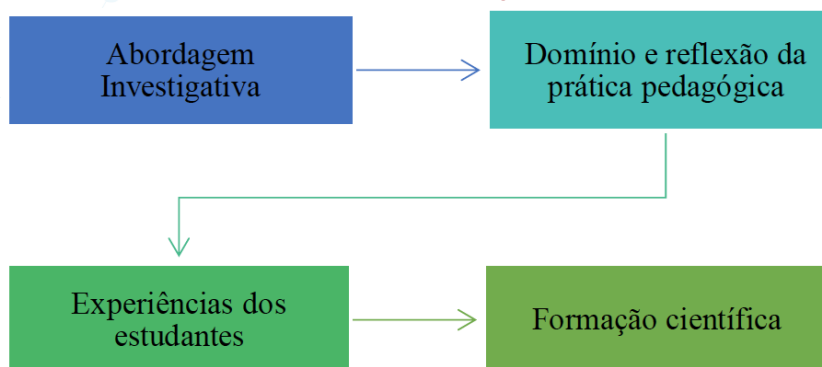 Abordagem
Investigativa
Domínio e reflexão da
prática pedagógica
Experiências dos
estudantes
Formação científica